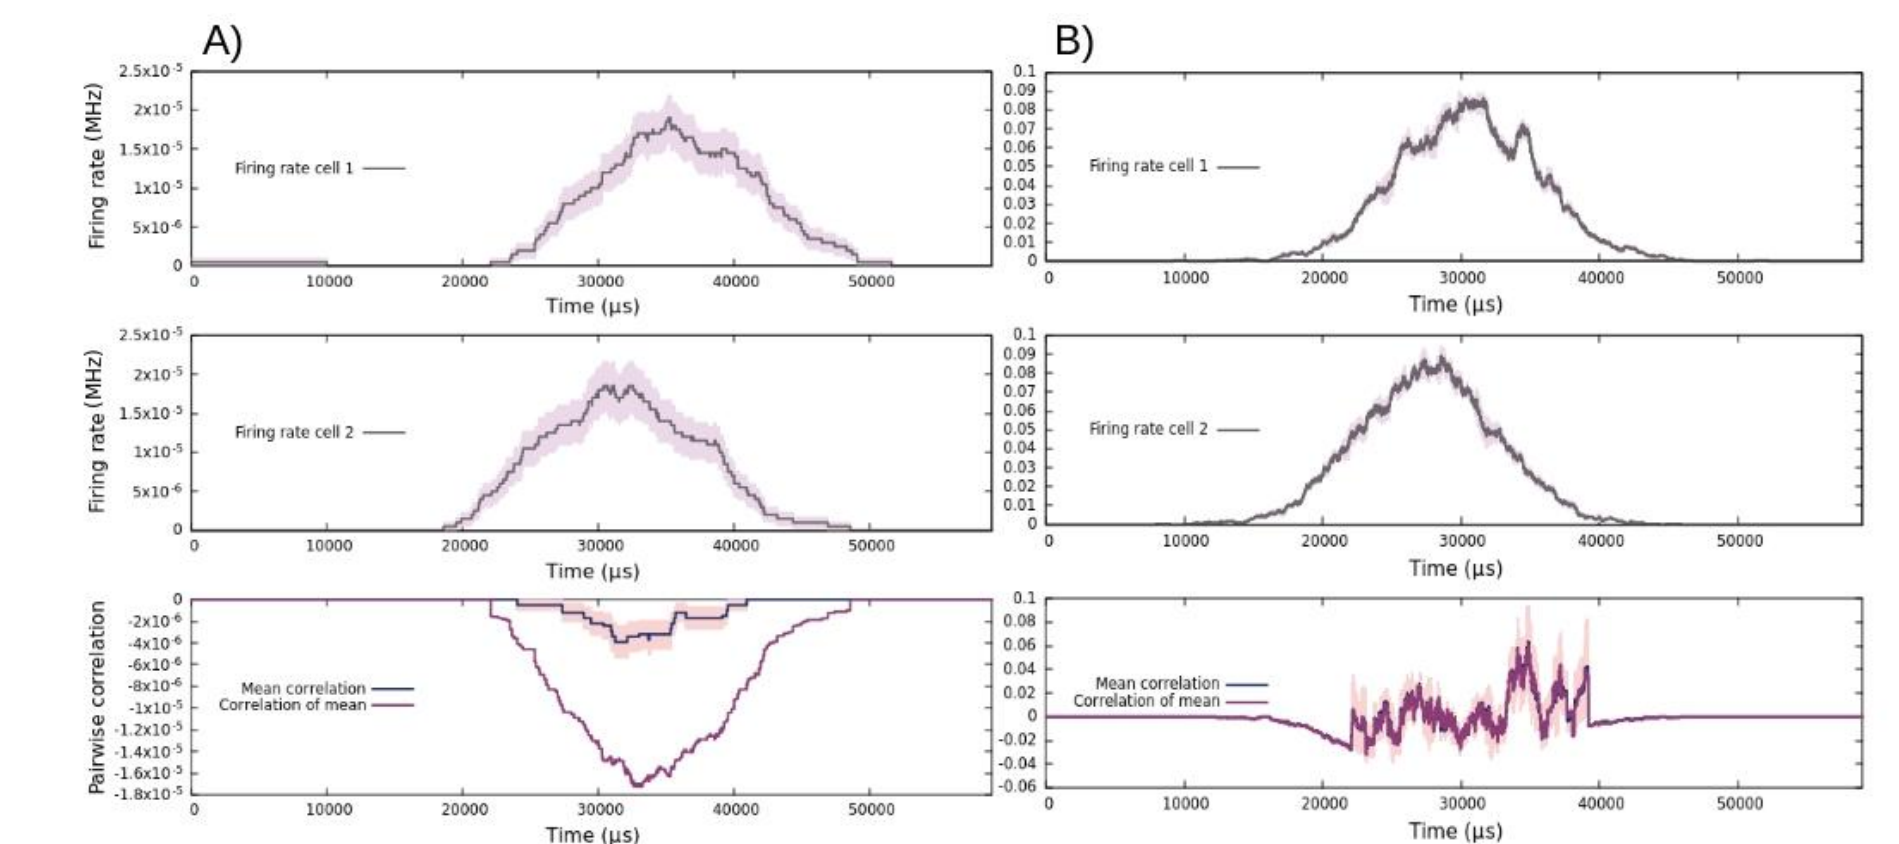 A)
2.5x10-5
2x10-5
1.5x10-5
1x10-5
5x10-6
0
Firing rate (MHz)
Firing rate cell 1
0 10000 20000 30000 40000 50000
Time (µs)
2.5x10-5
2x10-5
1.5x10-5
1x10-5
5x10-6
0
Firing rate (MHz)
Firing rate cell 2
0 10000 20000 30000 40000 50000
Time (µs)
0
-2x10-6
-4x10-6
-6x10-6
-8x10-6
-1x10-5
-1.2x10-5
-1.4x10-5
-1.6x10-5
-1.8x10-5
Pairwise correlation
Mean correlation
Correlation of mean
0 10000 20000 30000 40000 50000
Time (µs)
B)
0.1
0.09
0.08
0.07
0.06
0.05
0.04
0.03
0.02
0.01
0
Firing rate cell 1
0 10000 20000 30000 40000 50000
Time (µs)
0.1
0.09
0.08
0.07
0.06
0.05
0.04
0.03
0.02
0.01
0
Firing rate cell 2
0 10000 20000 30000 40000 50000
Time (µs)
0.1
0.08
0.06
0.04
0.02
0
-0.02
-0.04
-0.06
Mean correlation
Correlation of mean
0 10000 20000 30000 40000 50000
Time (µs)